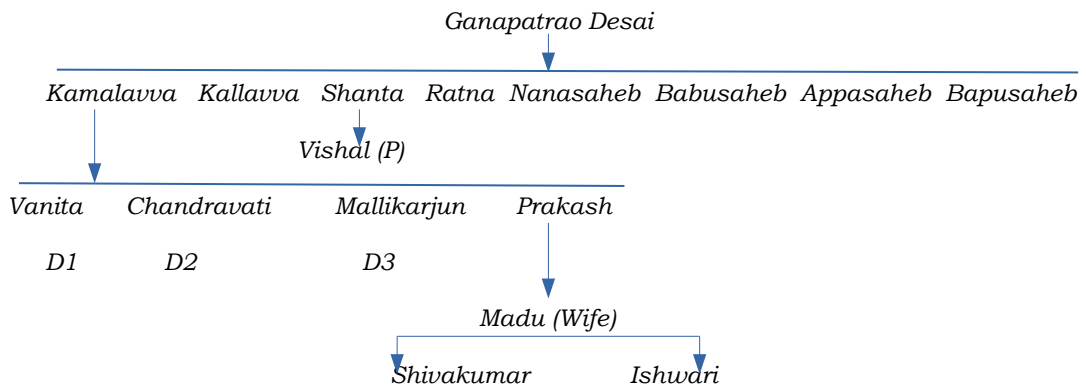 Ganapatrao Desai
Kamalavva Kallavva Shanta Ratna Nanasaheb Babusaheb Appasaheb Bapusaheb
Vishal (P)
Vanita Chandravati Mallikarjun Prakash
D1 D2 D3
Madu (Wife)
Shivakumar Ishwari